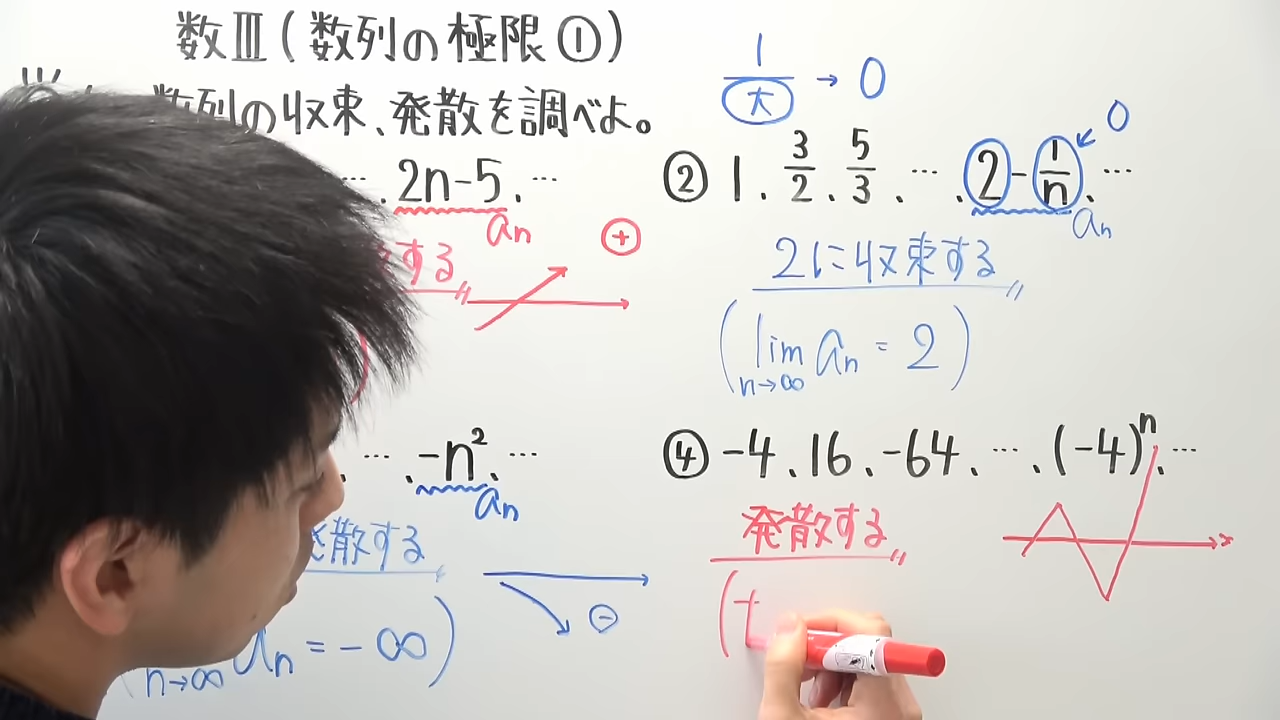 数Ⅲ(数列の極限①)
数列の収束、発散を調べよ。
… . 2n-5 . …
aₙ
する
⊕
1/大 → 0
0
② 1 . 3/2 . 5/3 . … . 2-1/n . …
aₙ
2に収束する
(lim n→∞ aₙ = 2)
. … . -n² . …
aₙ
発散する
⊖
n→∞ aₙ = -∞)
④ -4 . 16 . -64 . … . (-4)ⁿ . …
発散する
x
(